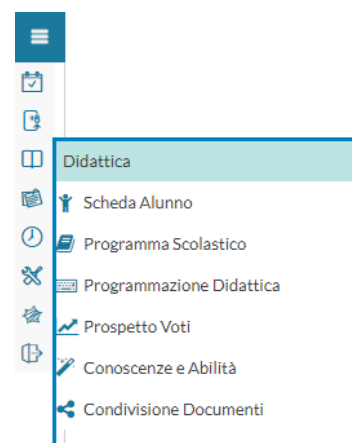 Didattica
Scheda Alunno
Programma Scolastico
Programmazione Didattica
Prospetto Voti
Conoscenze e Abilità
Condivisione Documenti